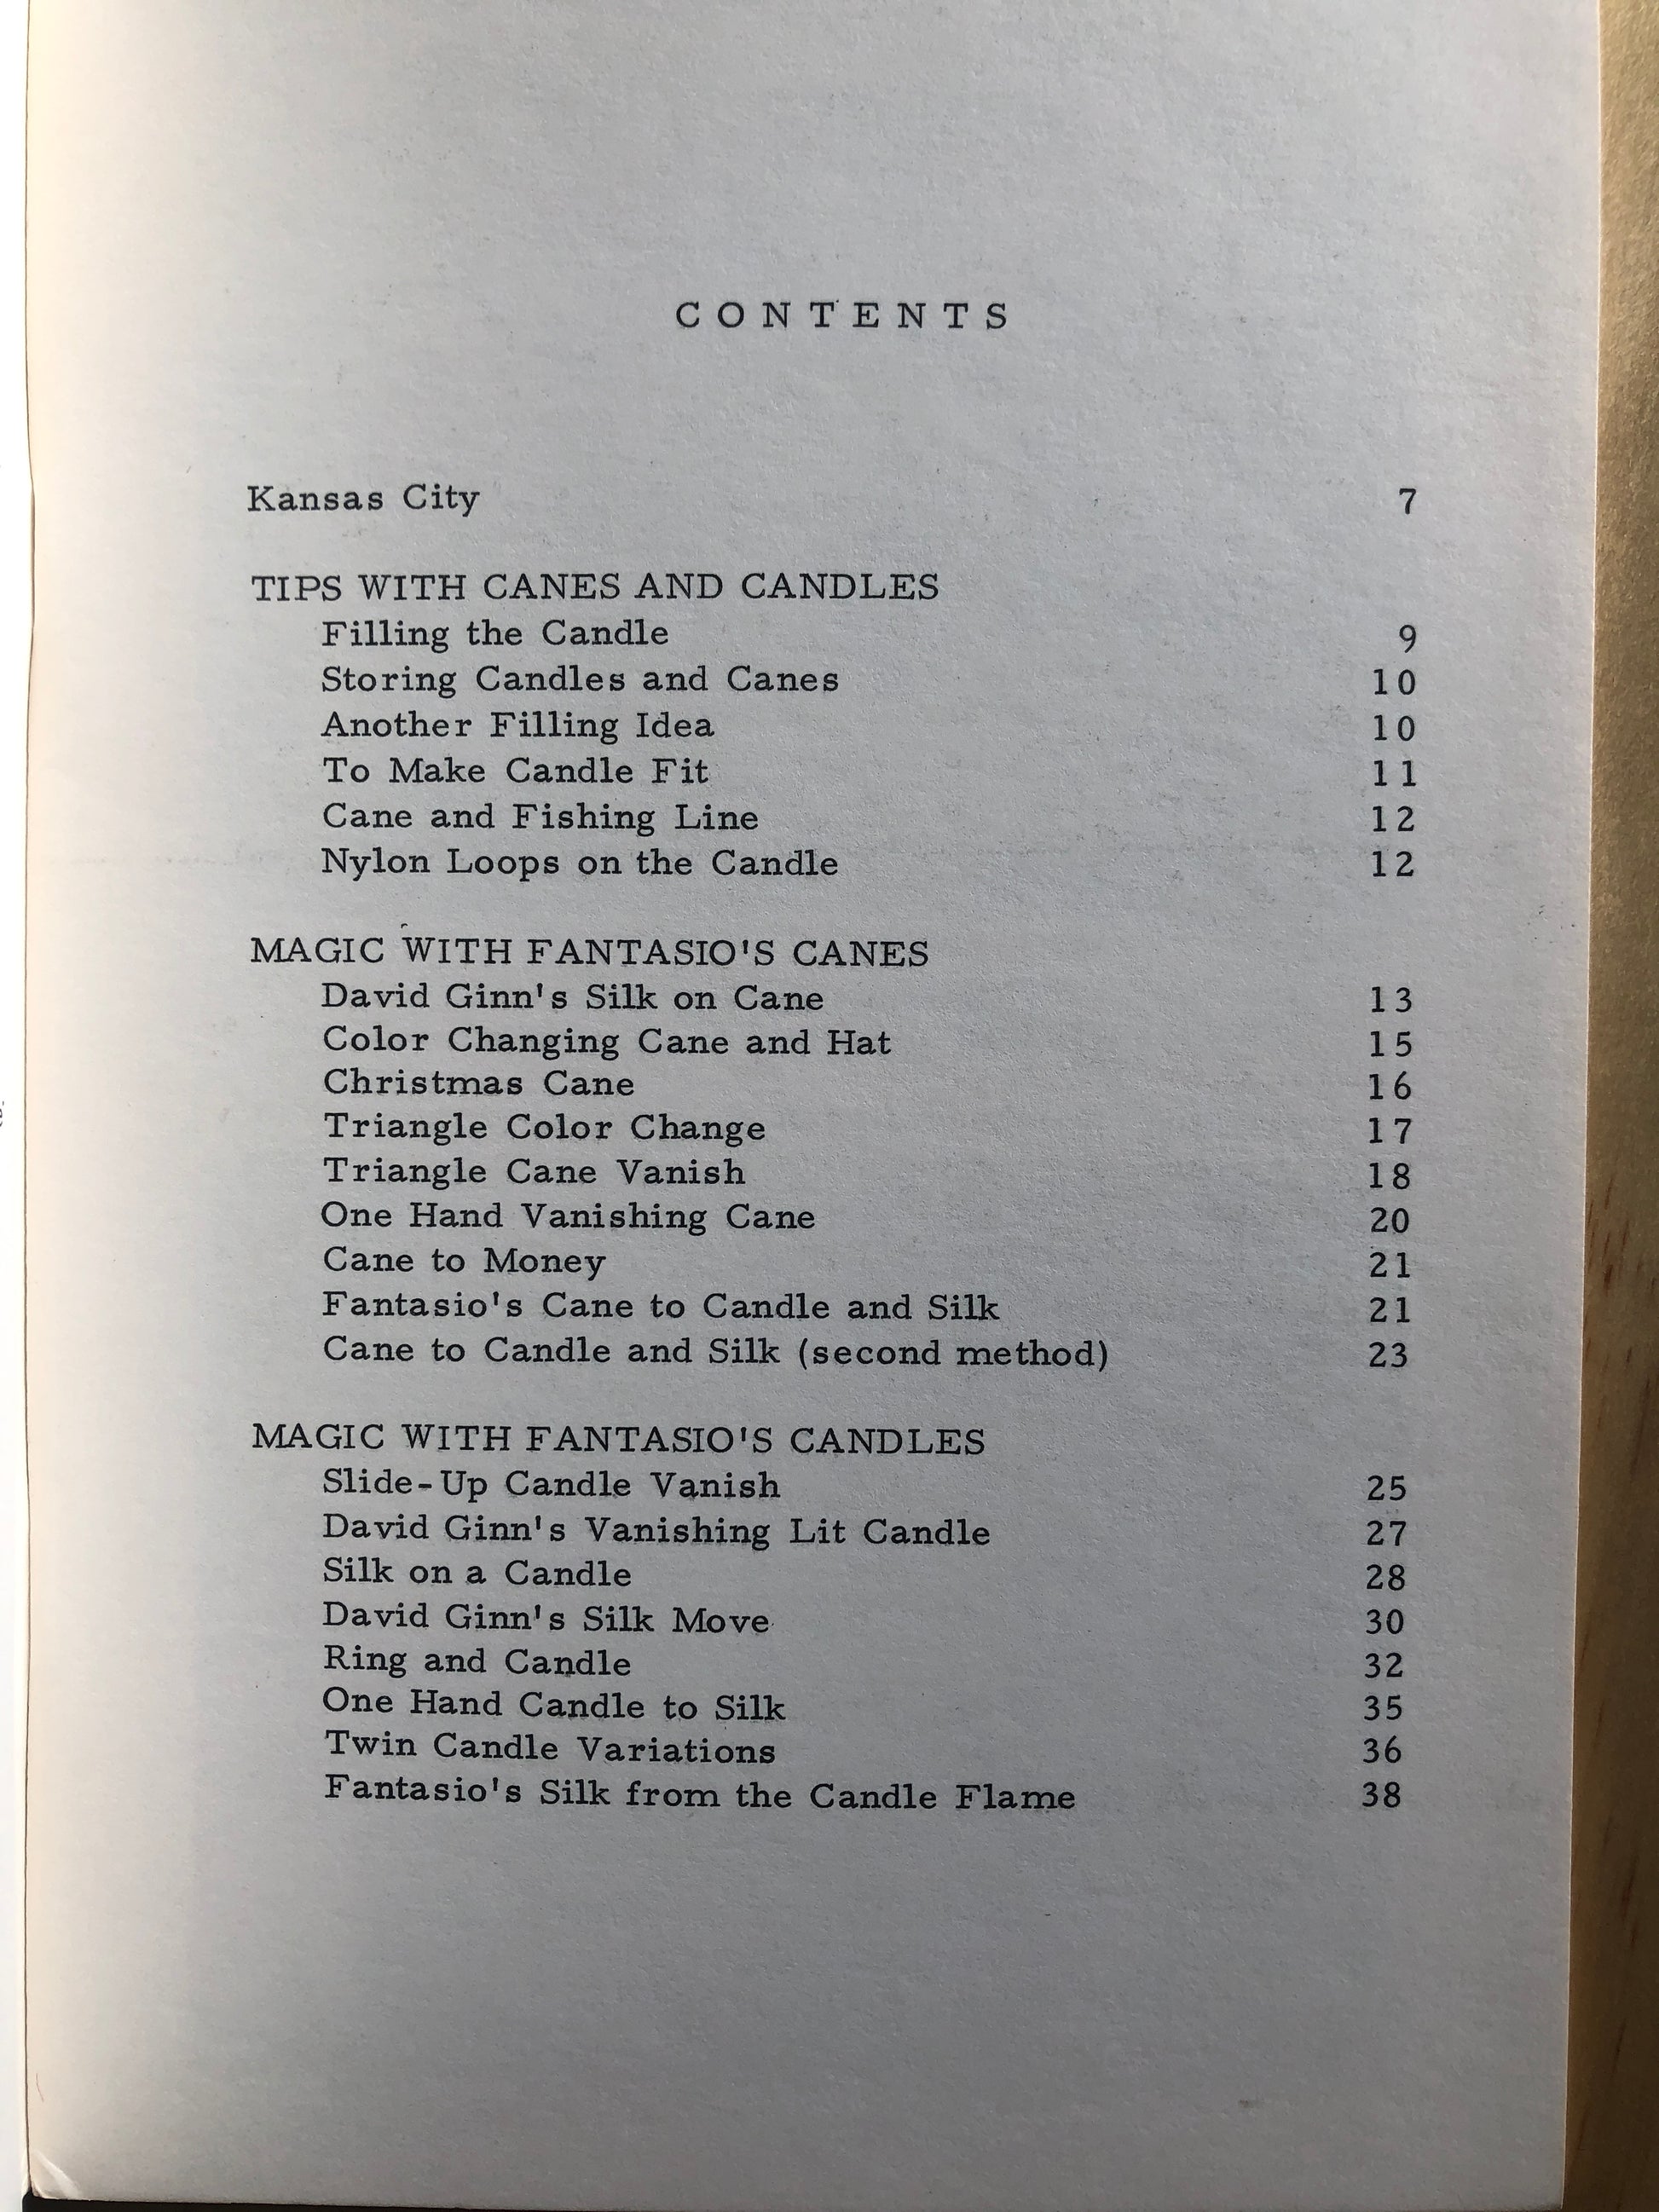 CONTENTS
Kansas City 7
TIPS WITH CANES AND CANDLES
Filling the Candle 9
Storing Candles and Canes 10
Another Filling Idea 10
To Make Candle Fit 11
Cane and Fishing Line 12
Nylon Loops on the Candle 12
MAGIC WITH FANTASIO'S CANES
David Ginn's Silk on Cane 13
Color Changing Cane and Hat 15
Christmas Cane 16
Triangle Color Change 17
Triangle Cane Vanish 18
One Hand Vanishing Cane 20
Cane to Money 21
Fantasio's Cane to Candle and Silk 21
Cane to Candle and Silk (second method) 23
MAGIC WITH FANTASIO'S CANDLES
Slide-Up Candle Vanish 25
David Ginn's Vanishing Lit Candle 27
Silk on a Candle 28
David Ginn's Silk Move 30
Ring and Candle 32
One Hand Candle to Silk 35
Twin Candle Variations 36
Fantasio's Silk from the Candle Flame 38